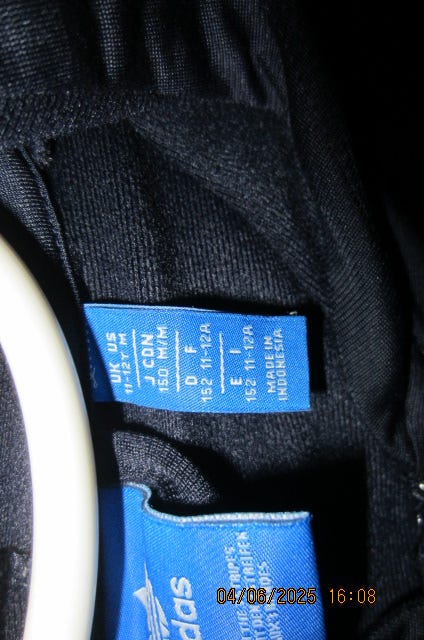 UK US
11-12Y M
J CDN
150 M/M
D F
152 11-12A
E I
152 11-12A
MADE IN
INDONESIA
das
04/06/2025 16:08